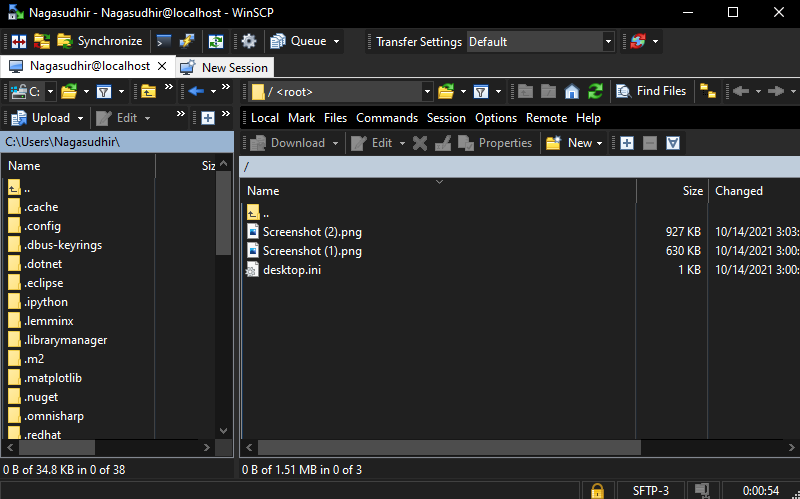 Nagasudhir - Nagasudhir@localhost - WinSCP
Synchronize Queue Transfer Settings Default
Nagasudhir@localhost × New Session
C: » » / <root> Find Files
Upload Edit » Local Mark Files Commands Session Options Remote Help
C:\Users\Nagasudhir\ Download Edit Properties New
Name Siz /
.. Name Size Changed
.cache ..
.config Screenshot (2).png 927 KB 10/14/2021 3:03:
.dbus-keyrings Screenshot (1).png 630 KB 10/14/2021 3:00:
.dotnet desktop.ini 1 KB 10/14/2021 3:00:
.eclipse
.ipython
.lemminx
.librarymanager
.m2
.matplotlib
.nuget
.omnisharp
.redhat
0 B of 34.8 KB in 0 of 38 0 B of 1.51 MB in 0 of 3
SFTP-3 0:00:54